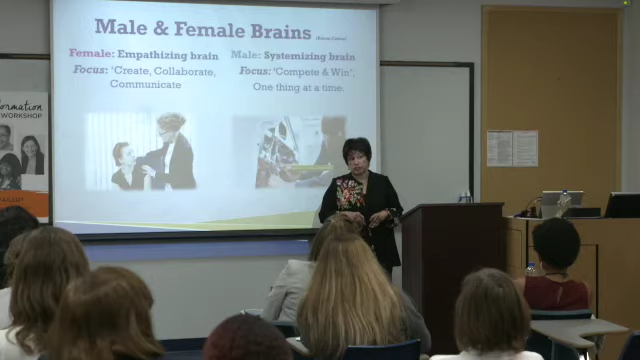 Male & Female Brains
Female: Empathizing brain
Focus: 'Create, Collaborate,
Communicate
Male: Systemizing brain
Focus: 'Compete & Win',
One thing at a time.
ormation
WORKSHOP